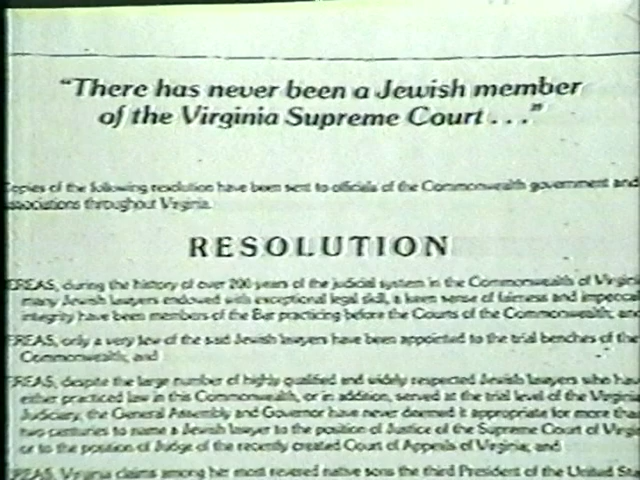 "There has never been a Jewish member
of the Virginia Supreme Court . . ."
Copies of the following resolution have been sent to officials of the Commonwealth government and
associations throughout Virginia.
RESOLUTION
EREAS, during the history of over 200 years of the judicial system in the Commonwealth of Virgini
many Jewish lawyers endowed with exceptional legal skill, a keen sense of fairness and impecca
integrity have been members of the Bar practicing before the Courts of the Commonwealth; and
EREAS, only a very few of the said Jewish lawyers have been appointed to the trial benches of the
Commonwealth; and
EREAS, despite the large number of highly qualified and widely respected Jewish lawyers who hav
either practiced law in this Commonwealth, or in addition, served at the trial level of the Virginia
Judiciary, the General Assembly and Governor have never deemed it appropriate for more than
two centuries to name a Jewish lawyer to the position of Justice of the Supreme Court of Virgi
or to the position of Judge of the recently created Court of Appeals of Virginia; and
EREAS, Virginia claims among her most revered native sons the third President of the United Sta